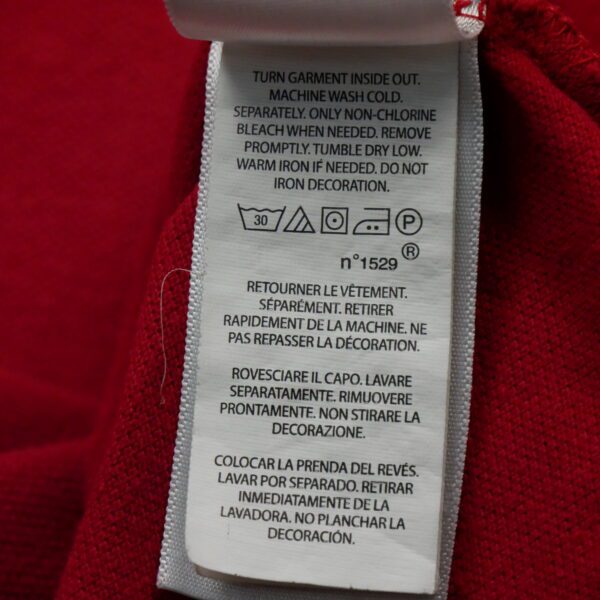 TURN GARMENT INSIDE OUT.
MACHINE WASH COLD.
SEPARATELY. ONLY NON-CHLORINE
BLEACH WHEN NEEDED. REMOVE
PROMPTLY. TUMBLE DRY LOW.
WARM IRON IF NEEDED. DO NOT
IRON DECORATION.
30 P
n°1529 ®
RETOURNER LE VÊTEMENT.
SÉPARÉMENT. RETIRER
RAPIDEMENT DE LA MACHINE. NE
PAS REPASSER LA DÉCORATION.
ROVESCIARE IL CAPO. LAVARE
SEPARATAMENTE. RIMUOVERE
PRONTAMENTE. NON STIRARE LA
DECORAZIONE.
COLOCAR LA PRENDA DEL REVÉS.
LAVAR POR SEPARADO. RETIRAR
INMEDIATAMENTE DE LA
LAVADORA. NO PLANCHAR LA
DECORACIÓN.